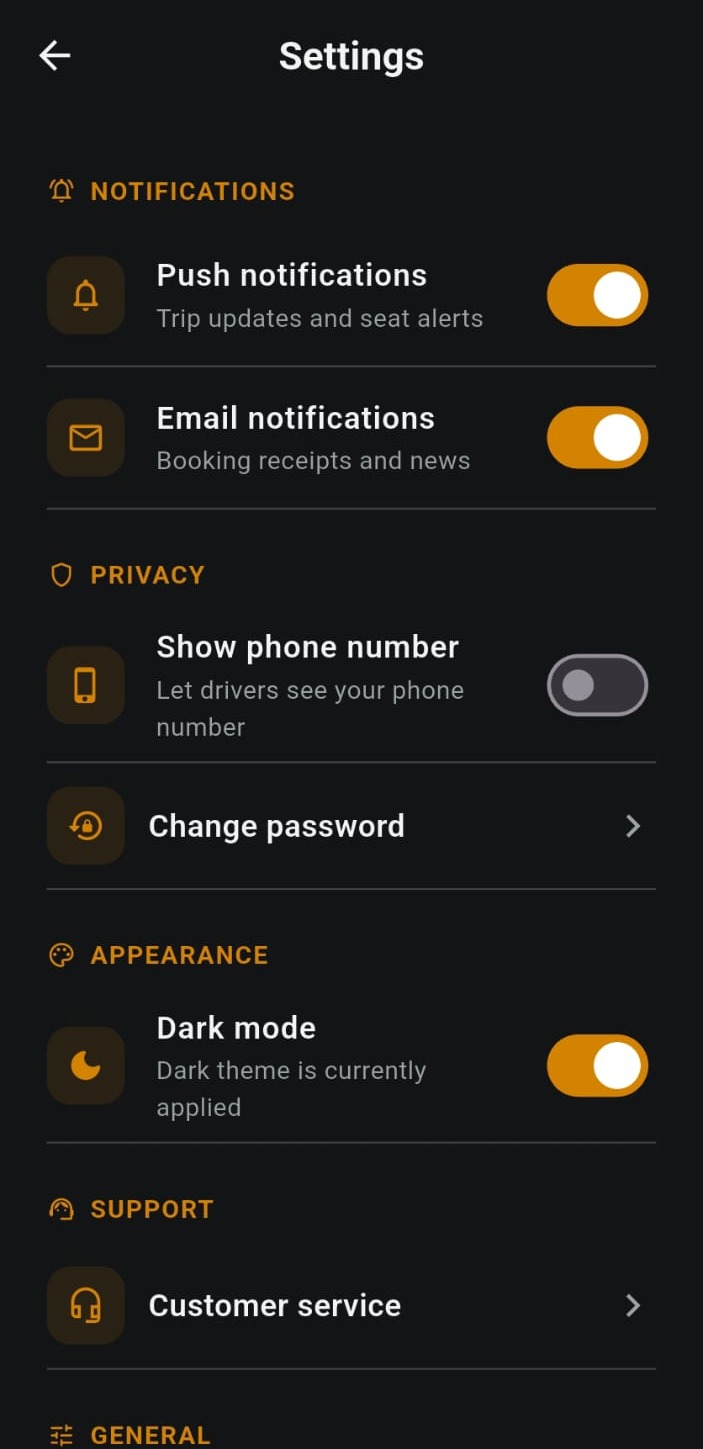 Settings
NOTIFICATIONS
Push notifications
Trip updates and seat alerts
Email notifications
Booking receipts and news
PRIVACY
Show phone number
Let drivers see your phone
number
Change password
APPEARANCE
Dark mode
Dark theme is currently
applied
SUPPORT
Customer service
GENERAL